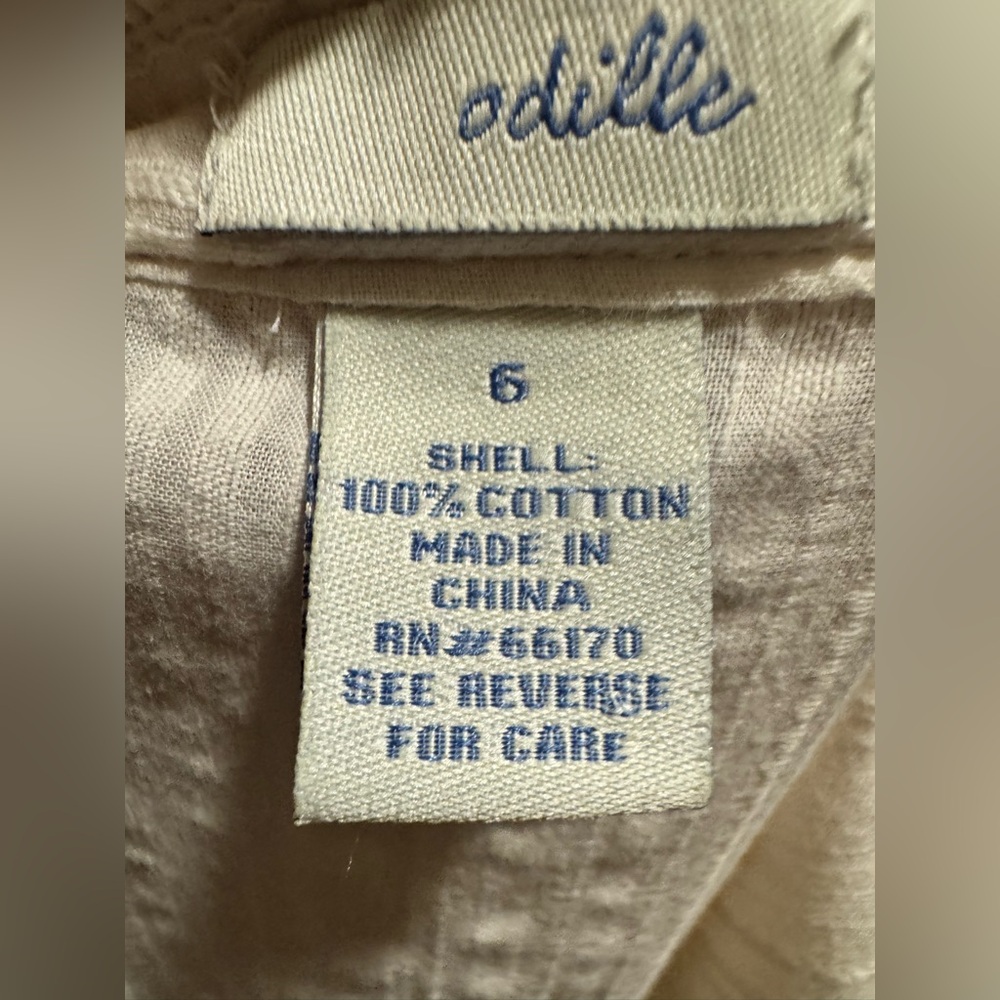 odille
6
SHELL:
100% COTTON
MADE IN
CHINA
RN#66170
SEE REVERSE
FOR CARE